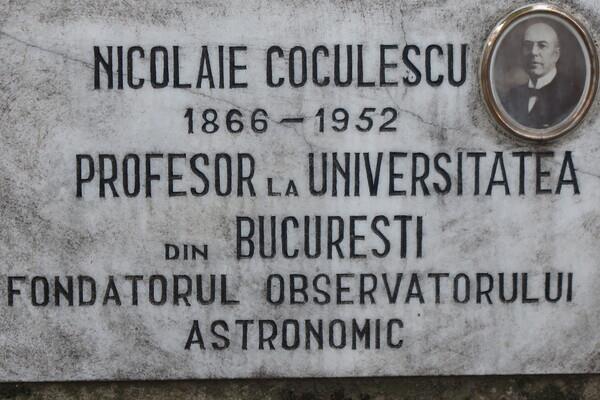 NICOLAIE COCULESCU
1866 – 1952
PROFESOR LA UNIVERSITATEA
DIN BUCURESTI
FONDATORUL OBSERVATORULUI
ASTRONOMIC